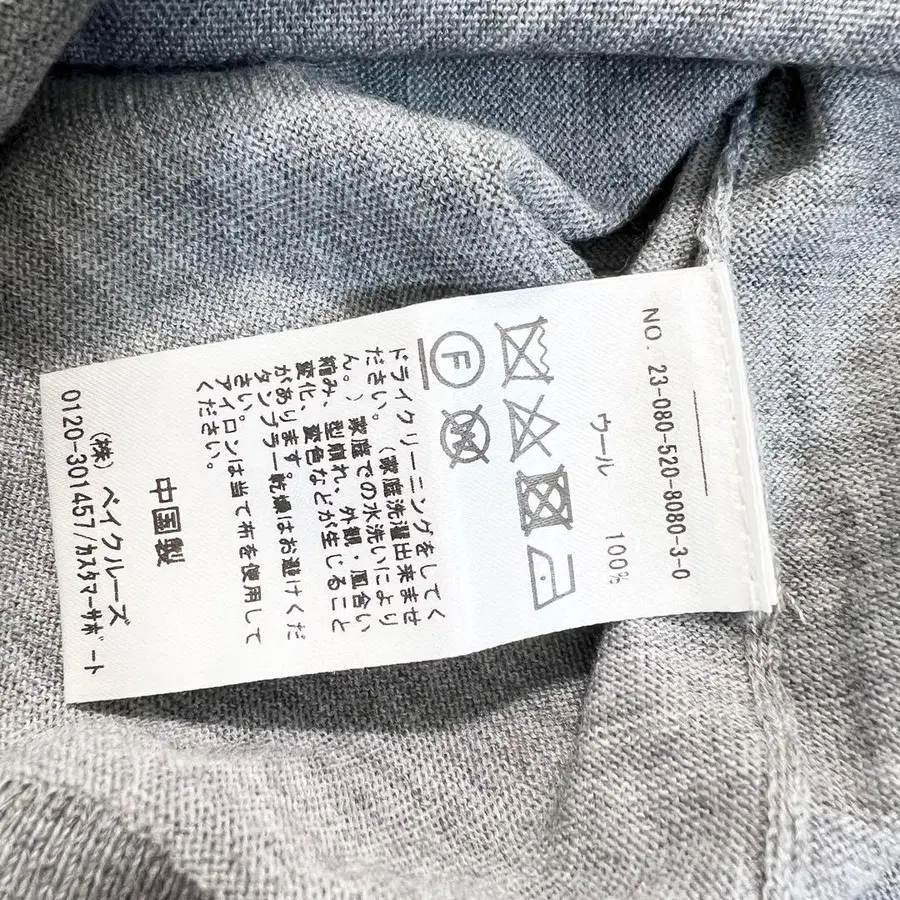 NO. 23-080-520-8080-3-0
ウール 100%
F
W
ドライクリーニングをしてく
ださい。(家庭洗濯出来ませ
ん。)家庭での水洗いにより
縮み、型崩れ、外観・風合い
変化、変色などが生じること
があります。乾燥はお避けくだ
タンブラー
さい。
アイロンは当て布を使用して
ください。
中国製
(株) ベイクルーズ
0120-301457/カスタマーサポート